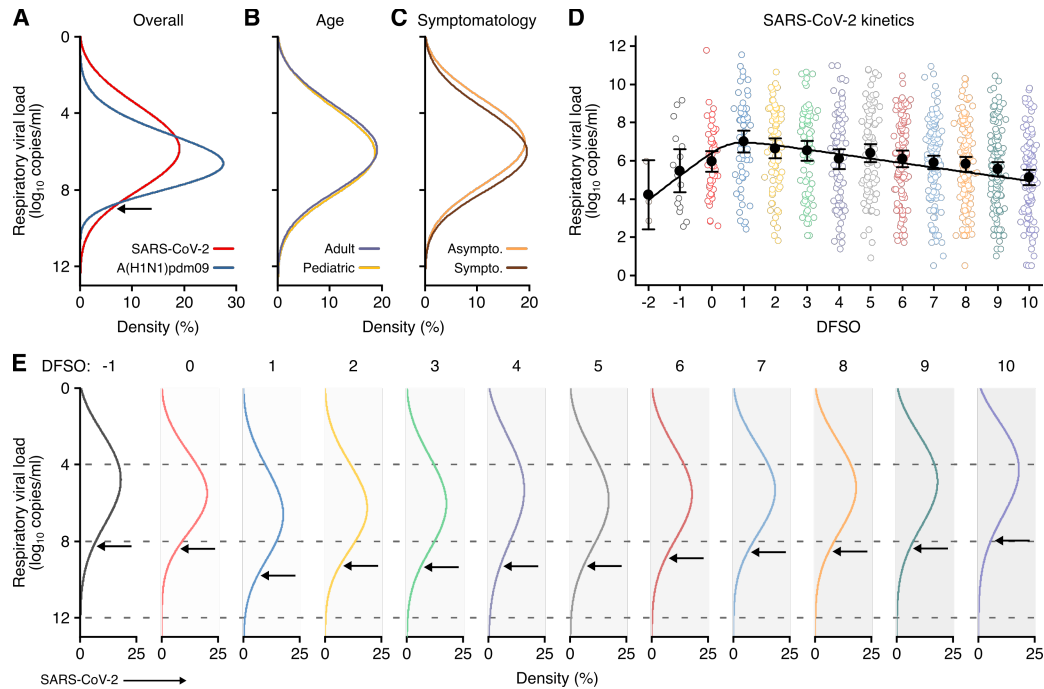 A Overall B Age C Symptomatology D SARS-CoV-2 kinetics
Respiratory viral load
(log10 copies/ml)
0
4
8
12
SARS-CoV-2
A(H1N1)pdm09
0 10 20 30
Density (%)
Adult
Pediatric
0 10 20
Density (%)
Asympto.
Sympto.
0 10 20
Density (%)
Respiratory viral load
(log10 copies/ml)
12
10
8
6
4
2
0
-2 -1 0 1 2 3 4 5 6 7 8 9 10
DFSO
E DFSO: -1 0 1 2 3 4 5 6 7 8 9 10
Respiratory viral load
(log10 copies/ml)
0
4
8
12
0 25 0 25 0 25 0 25 0 25 0 25 0 25 0 25 0 25 0 25 0 25 0 25
SARS-CoV-2
Density (%)